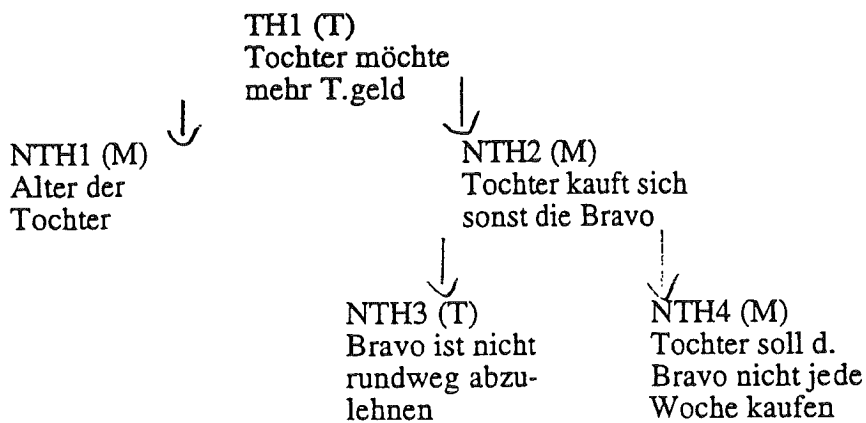 TH1 (T)
Tochter möchte
mehr T.geld
NTH1 (M)
Alter der
Tochter
NTH2 (M)
Tochter kauft sich
sonst die Bravo
NTH3 (T)
Bravo ist nicht
rundweg abzu-
lehnen
NTH4 (M)
Tochter soll d.
Bravo nicht jede
Woche kaufen